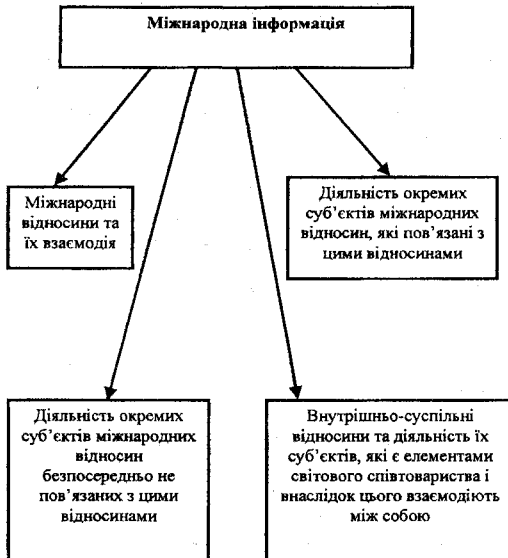 Міжнародна інформація
Міжнародні
відносини та
їх взаємодія
Діяльність окремих
суб’єктів міжнародних
відносин, які пов’язані з
цими відносинами
Діяльність окремих
суб’єктів міжнародних
відносин
безпосередньо не
пов’язаних з цими
відносинами
Внутрішньо-суспільні
відносини та діяльність їх
суб’єктів, які є елементами
світового співтовариства і
внаслідок цього взаємодіють
між собою